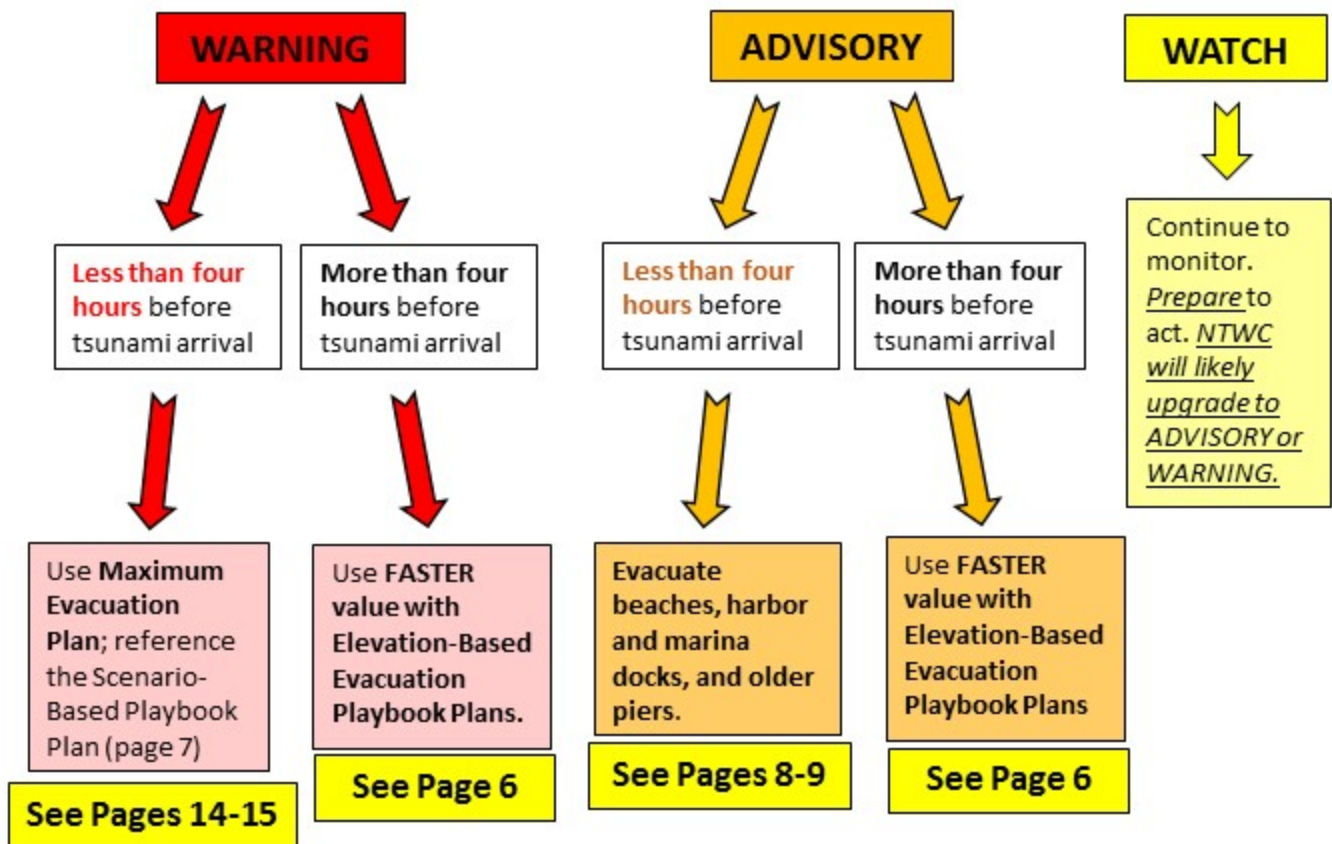 WARNING
ADVISORY
WATCH
Less than four
hours before
tsunami arrival
More than four
hours before
tsunami arrival
Less than four
hours before
tsunami arrival
More than four
hours before
tsunami arrival
Continue to
monitor.
Prepare to
act. NTWC
will likely
upgrade to
ADVISORY or
WARNING.
Use Maximum
Evacuation
Plan; reference
the Scenario-
Based Playbook
Plan (page 7)
See Pages 14-15
Use FASTER
value with
Elevation-Based
Evacuation
Playbook Plans.
See Page 6
Evacuate
beaches, harbor
and marina
docks, and older
piers.
See Pages 8-9
Use FASTER
value with
Elevation-Based
Evacuation
Playbook Plans
See Page 6